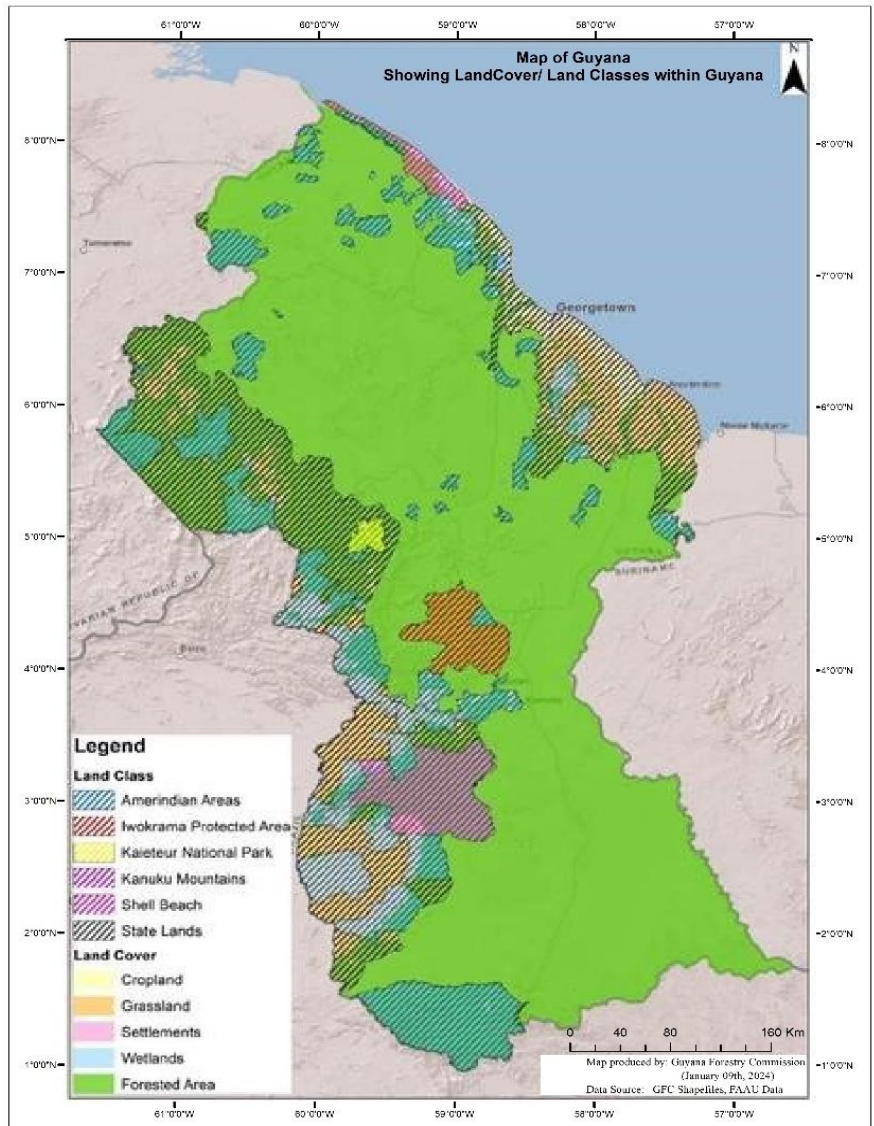 61°0'0"W 60°0'0"W 59°0'0"W 58°0'0"W 57°0'0"W
Map of Guyana
Showing LandCover/ Land Classes within Guyana
N
8°0'0"N 8°0'0"N
7°0'0"N 7°0'0"N
Georgetown
6°0'0"N 6°0'0"N
5°0'0"N 5°0'0"N
GUYANA
SURINAME
REPUBLIC OF
4°0'0"N 4°0'0"N
Legend
Land Class
3°0'0"N 3°0'0"N
Amerindian Areas
Iwokrama Protected Area
Kaieteur National Park
Kanuku Mountains
Shell Beach
2°0'0"N 2°0'0"N
State Lands
Land Cover
Cropland
Grassland
Settlements
Wetlands
Forested Area
0 40 80 160 Km
1°0'0"N 1°0'0"N
Map produced by: Guyana Forestry Commission
(January 09th, 2024)
Data Source: GFC Shapefiles, FAAU Data
61°0'0"W 60°0'0"W 59°0'0"W 58°0'0"W 57°0'0"W